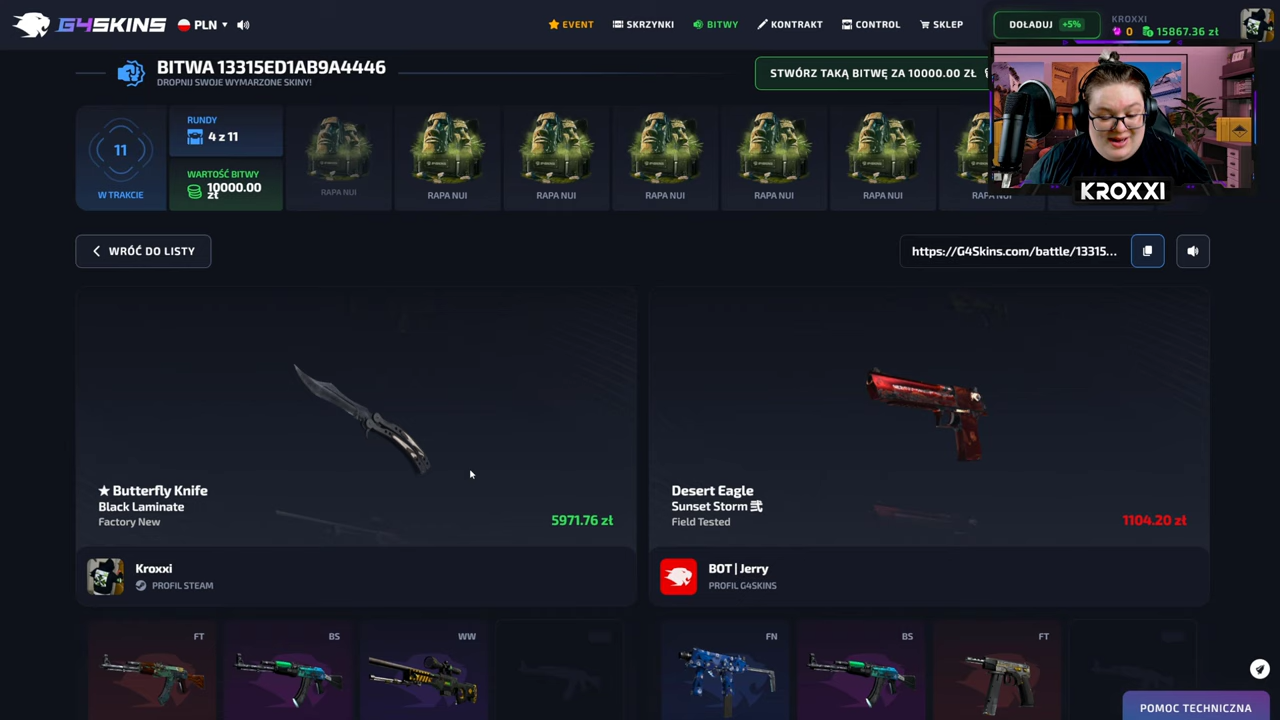 G4SKINS
PLN
EVENT
SKRZYNKI
BITWY
KONTRAKT
CONTROL
SKLEP
DOŁADUJ +5%
KROXXI
0 15867.36 zł
BITWA 13315ED1AB9A4446
DROPNIJ SWOJE WYMARZONE SKINY!
STWÓRZ TAKĄ BITWĘ ZA 10000.00 ZŁ
KROXXI
11
W TRAKCIE
RUNDY
4 z 11
WARTOŚĆ BITWY
10000.00
zł
RAPA NUI
RAPA NUI
RAPA NUI
RAPA NUI
RAPA NUI
RAPA NUI
RAPA NUI
WRÓĆ DO LISTY
https://G4Skins.com/battle/13315...
★ Butterfly Knife
Black Laminate
Factory New
5971.76 zł
Desert Eagle
Sunset Storm 弐
Field Tested
1104.20 zł
Kroxxi
PROFIL STEAM
BOT | Jerry
PROFIL G4SKINS
FT
BS
WW
FN
BS
FT
POMOC TECHNICZNA